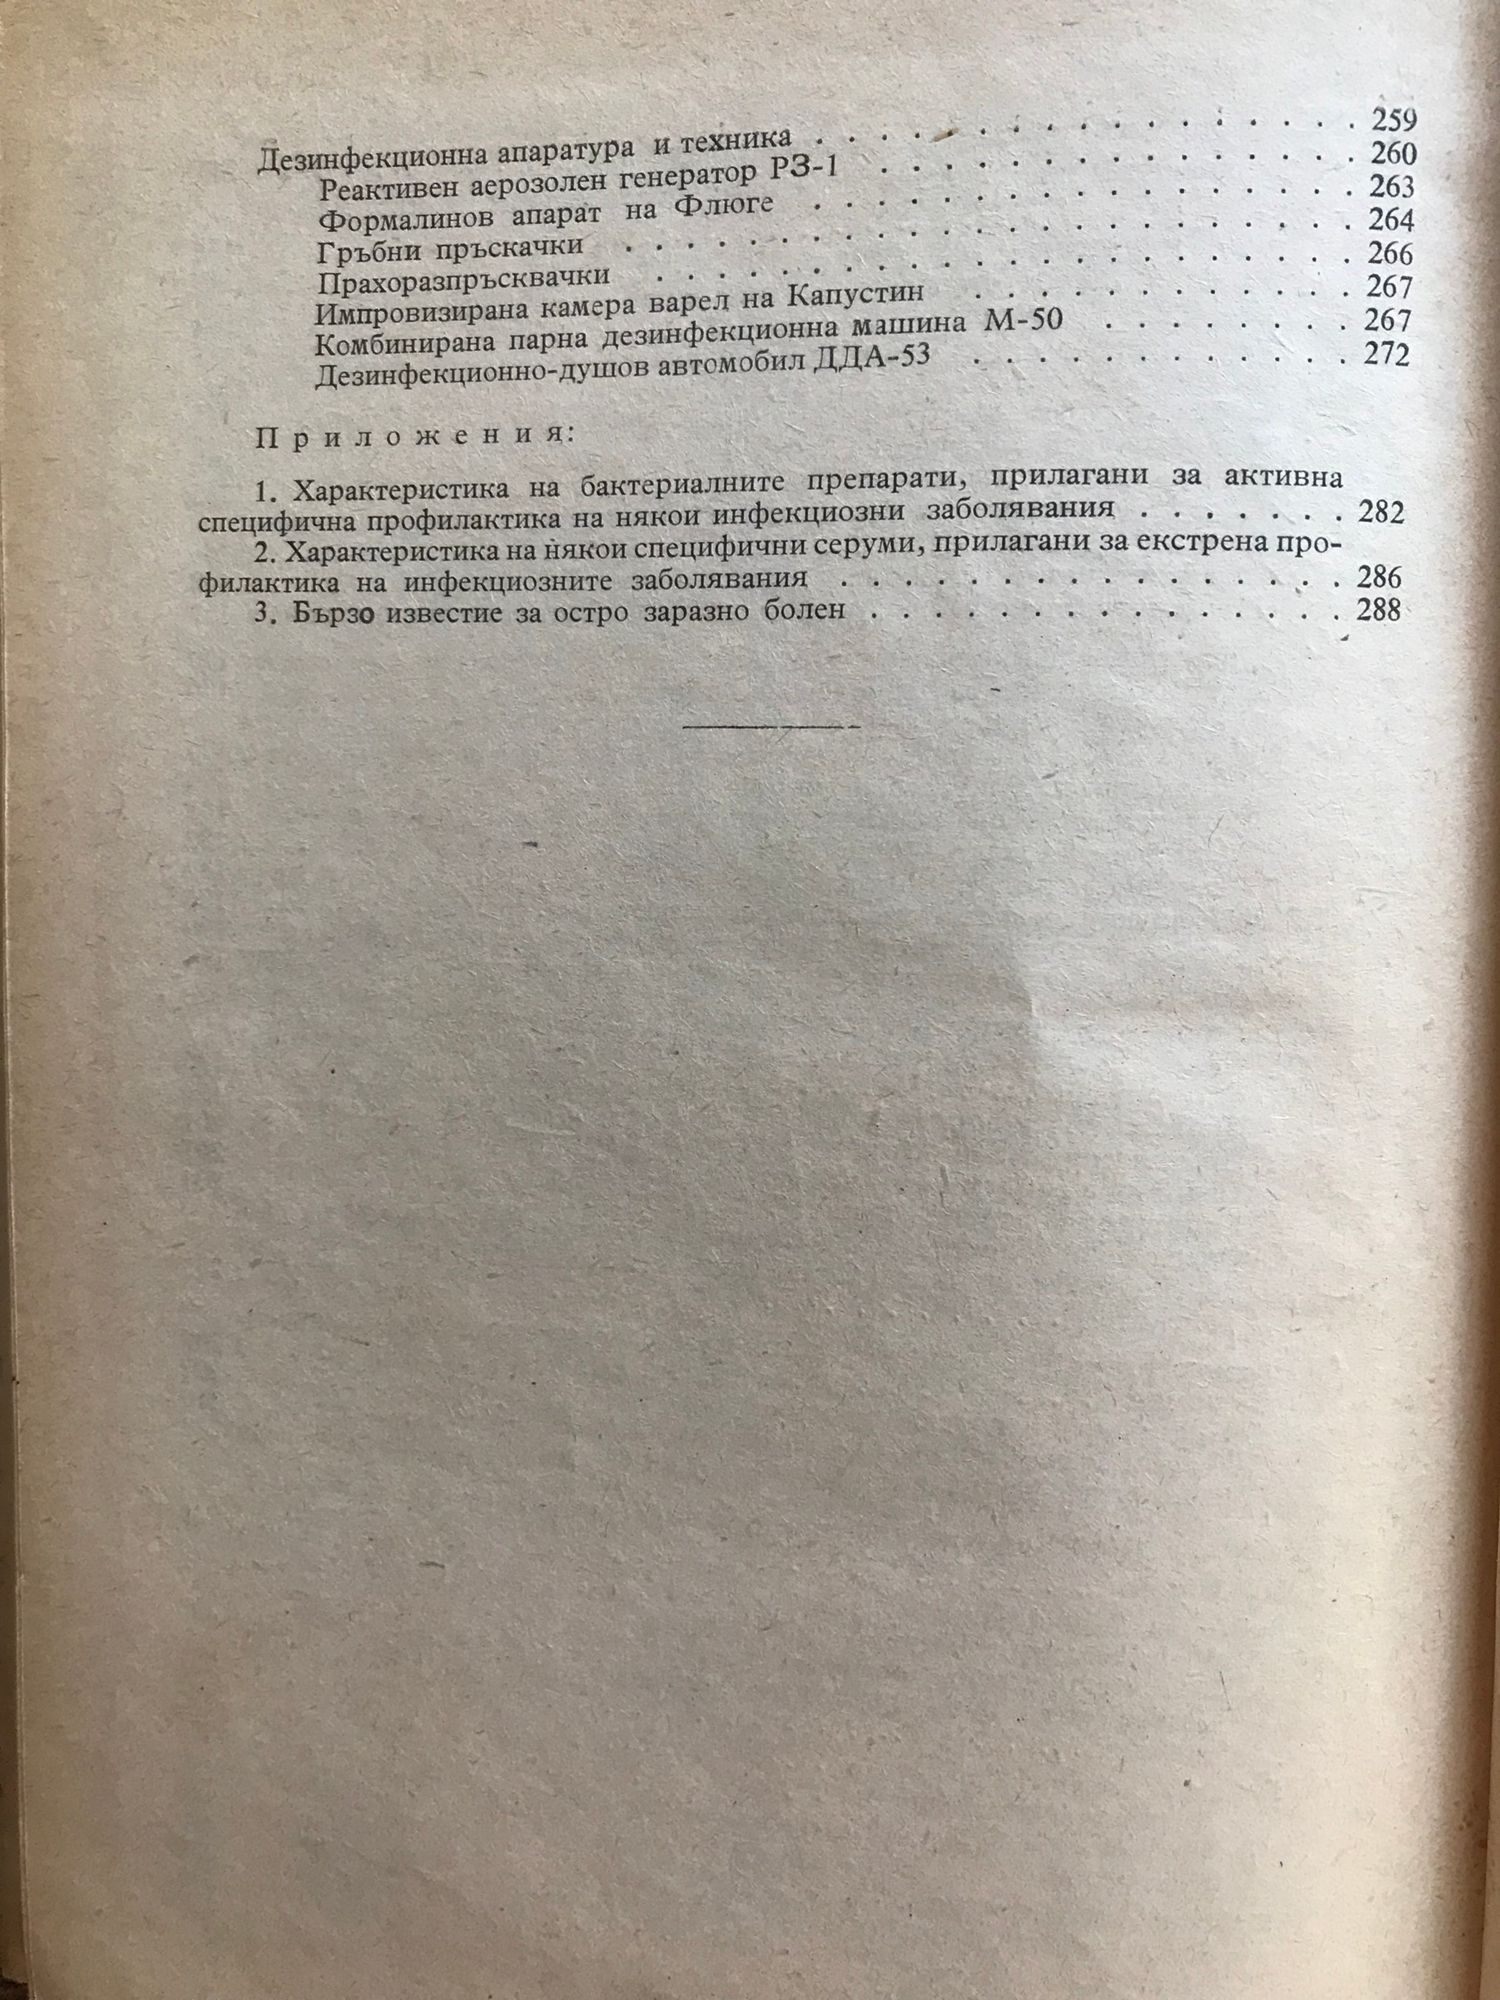 Дезинфекционна апаратура и техника . . . . . . . . . . . . . . . . . 259
Реактивен аерозолен генератор РЗ-1 . . . . . . . . . . . . . . . 260
Формалинов апарат на Флюге . . . . . . . . . . . . . . . . . 263
Гръбни пръскачки . . . . . . . . . . . . . . . . . . . . . . . 264
Прахоразпръсквачки . . . . . . . . . . . . . . . . . . . . . . 266
Импровизирана камера варел на Капустин . . . . . . . . . . . . 267
Комбинирана парна дезинфекционна машина М-50 . . . . . . . . 267
Дезинфекционно-душов автомобил ДДА-53 . . . . . . . . . . . . 272
Приложения:
1. Характеристика на бактериалните препарати, прилагани за активна
специфична профилактика на някои инфекциозни заболявания . . . . . . . 282
2. Характеристика на някои специфични серуми, прилагани за екстрена про-
филактика на инфекциозните заболявания . . . . . . . . . . . . . . . . 286
3. Бързо известие за остро заразно болен . . . . . . . . . . . . . . . 288